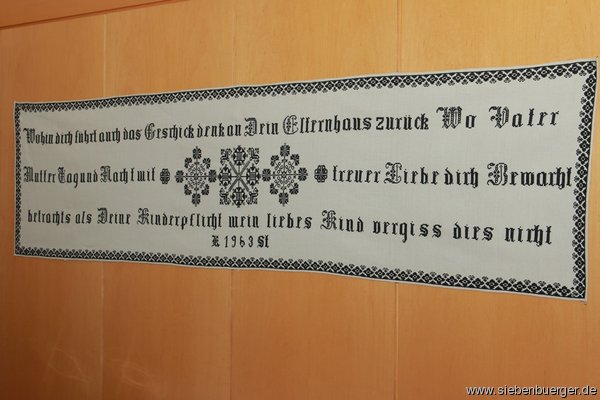 Wohin dich führt auch das Geschick denk an Dein Elternhaus zurück Wo Vater
Mutter Tag und Nacht mit treuer Liebe dich Bewacht
betrachts als Deine Kinderpflicht mein liebes Kind vergiss dies nicht
K 1963 St
www.siebenbuerger.de